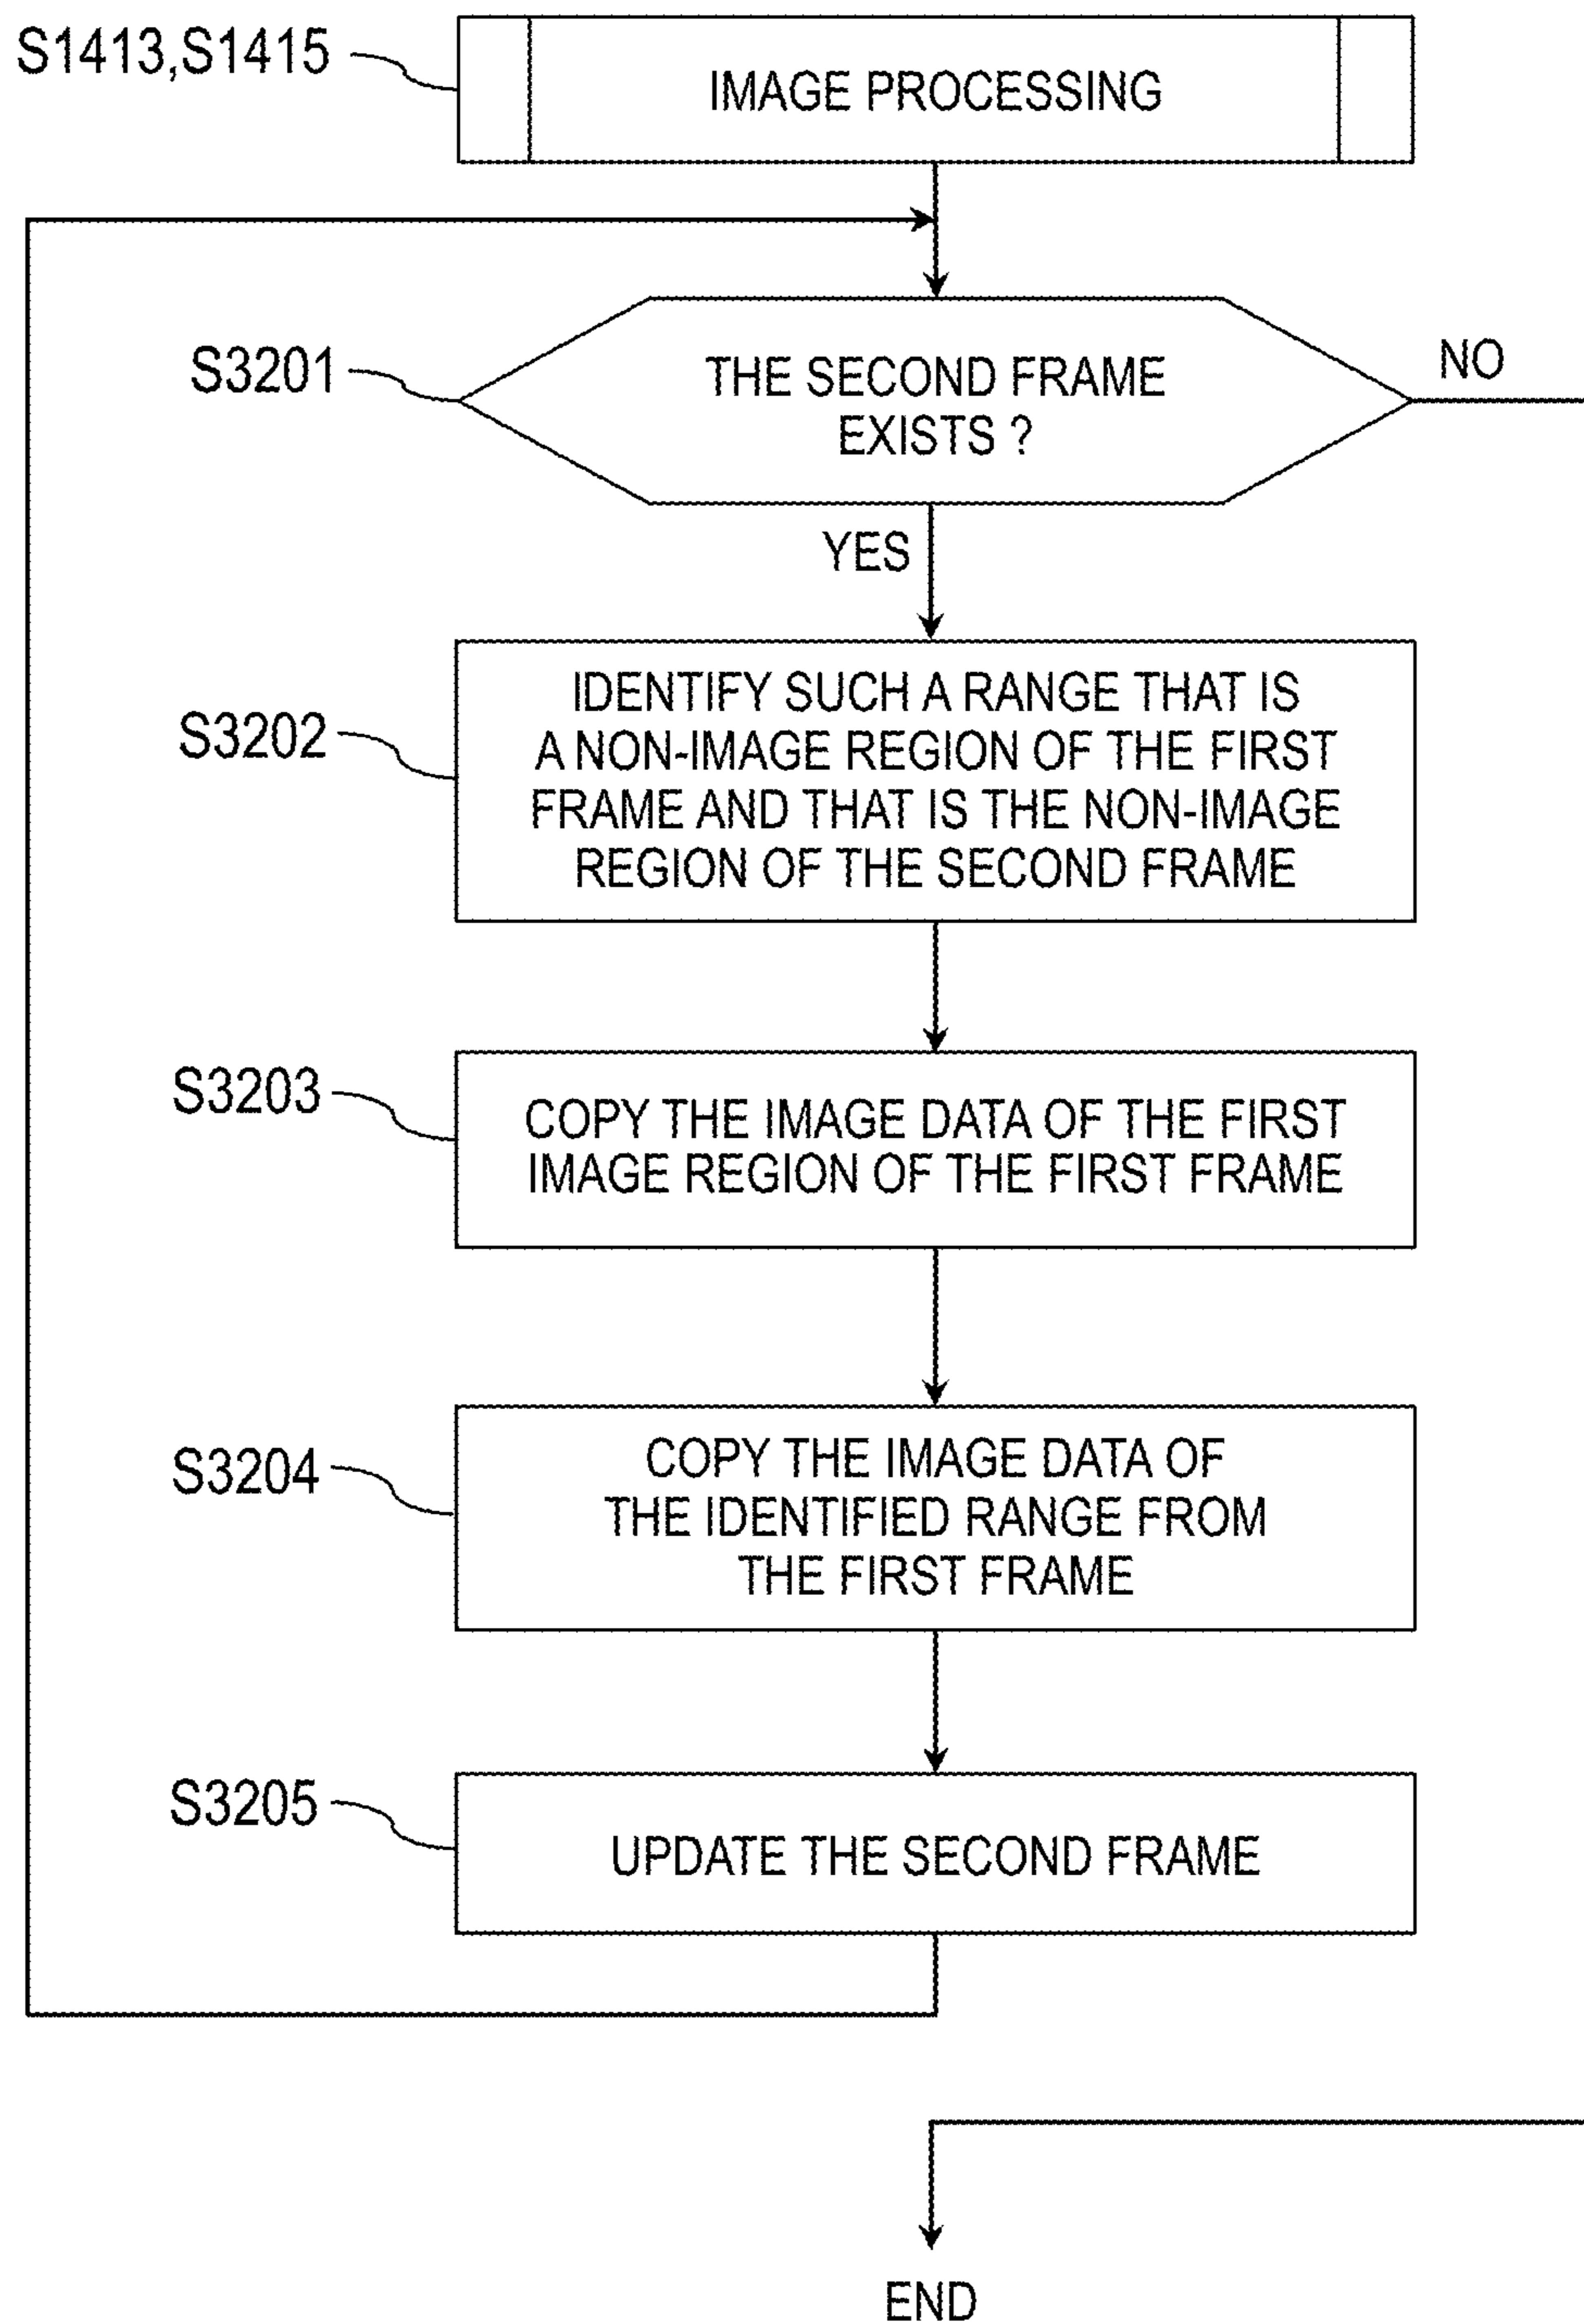 S1413,S1415
IMAGE PROCESSING
S3201
THE SECOND FRAME
EXISTS ?
NO
YES
S3202
IDENTIFY SUCH A RANGE THAT IS
A NON-IMAGE REGION OF THE FIRST
FRAME AND THAT IS THE NON-IMAGE
REGION OF THE SECOND FRAME
S3203
COPY THE IMAGE DATA OF THE FIRST
IMAGE REGION OF THE FIRST FRAME
S3204
COPY THE IMAGE DATA OF
THE IDENTIFIED RANGE FROM
THE FIRST FRAME
S3205
UPDATE THE SECOND FRAME
END